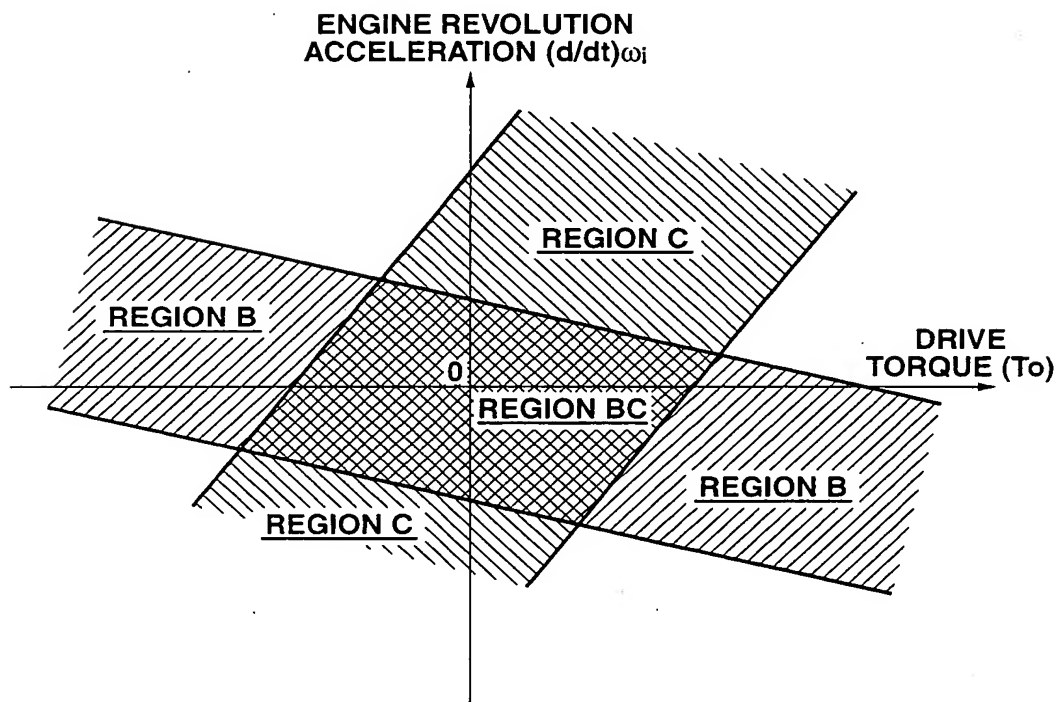 ENGINE REVOLUTION
ACCELERATION (d/dt)ωi
REGION C
REGION B
DRIVE
TORQUE (To)
0
REGION BC
REGION B
REGION C